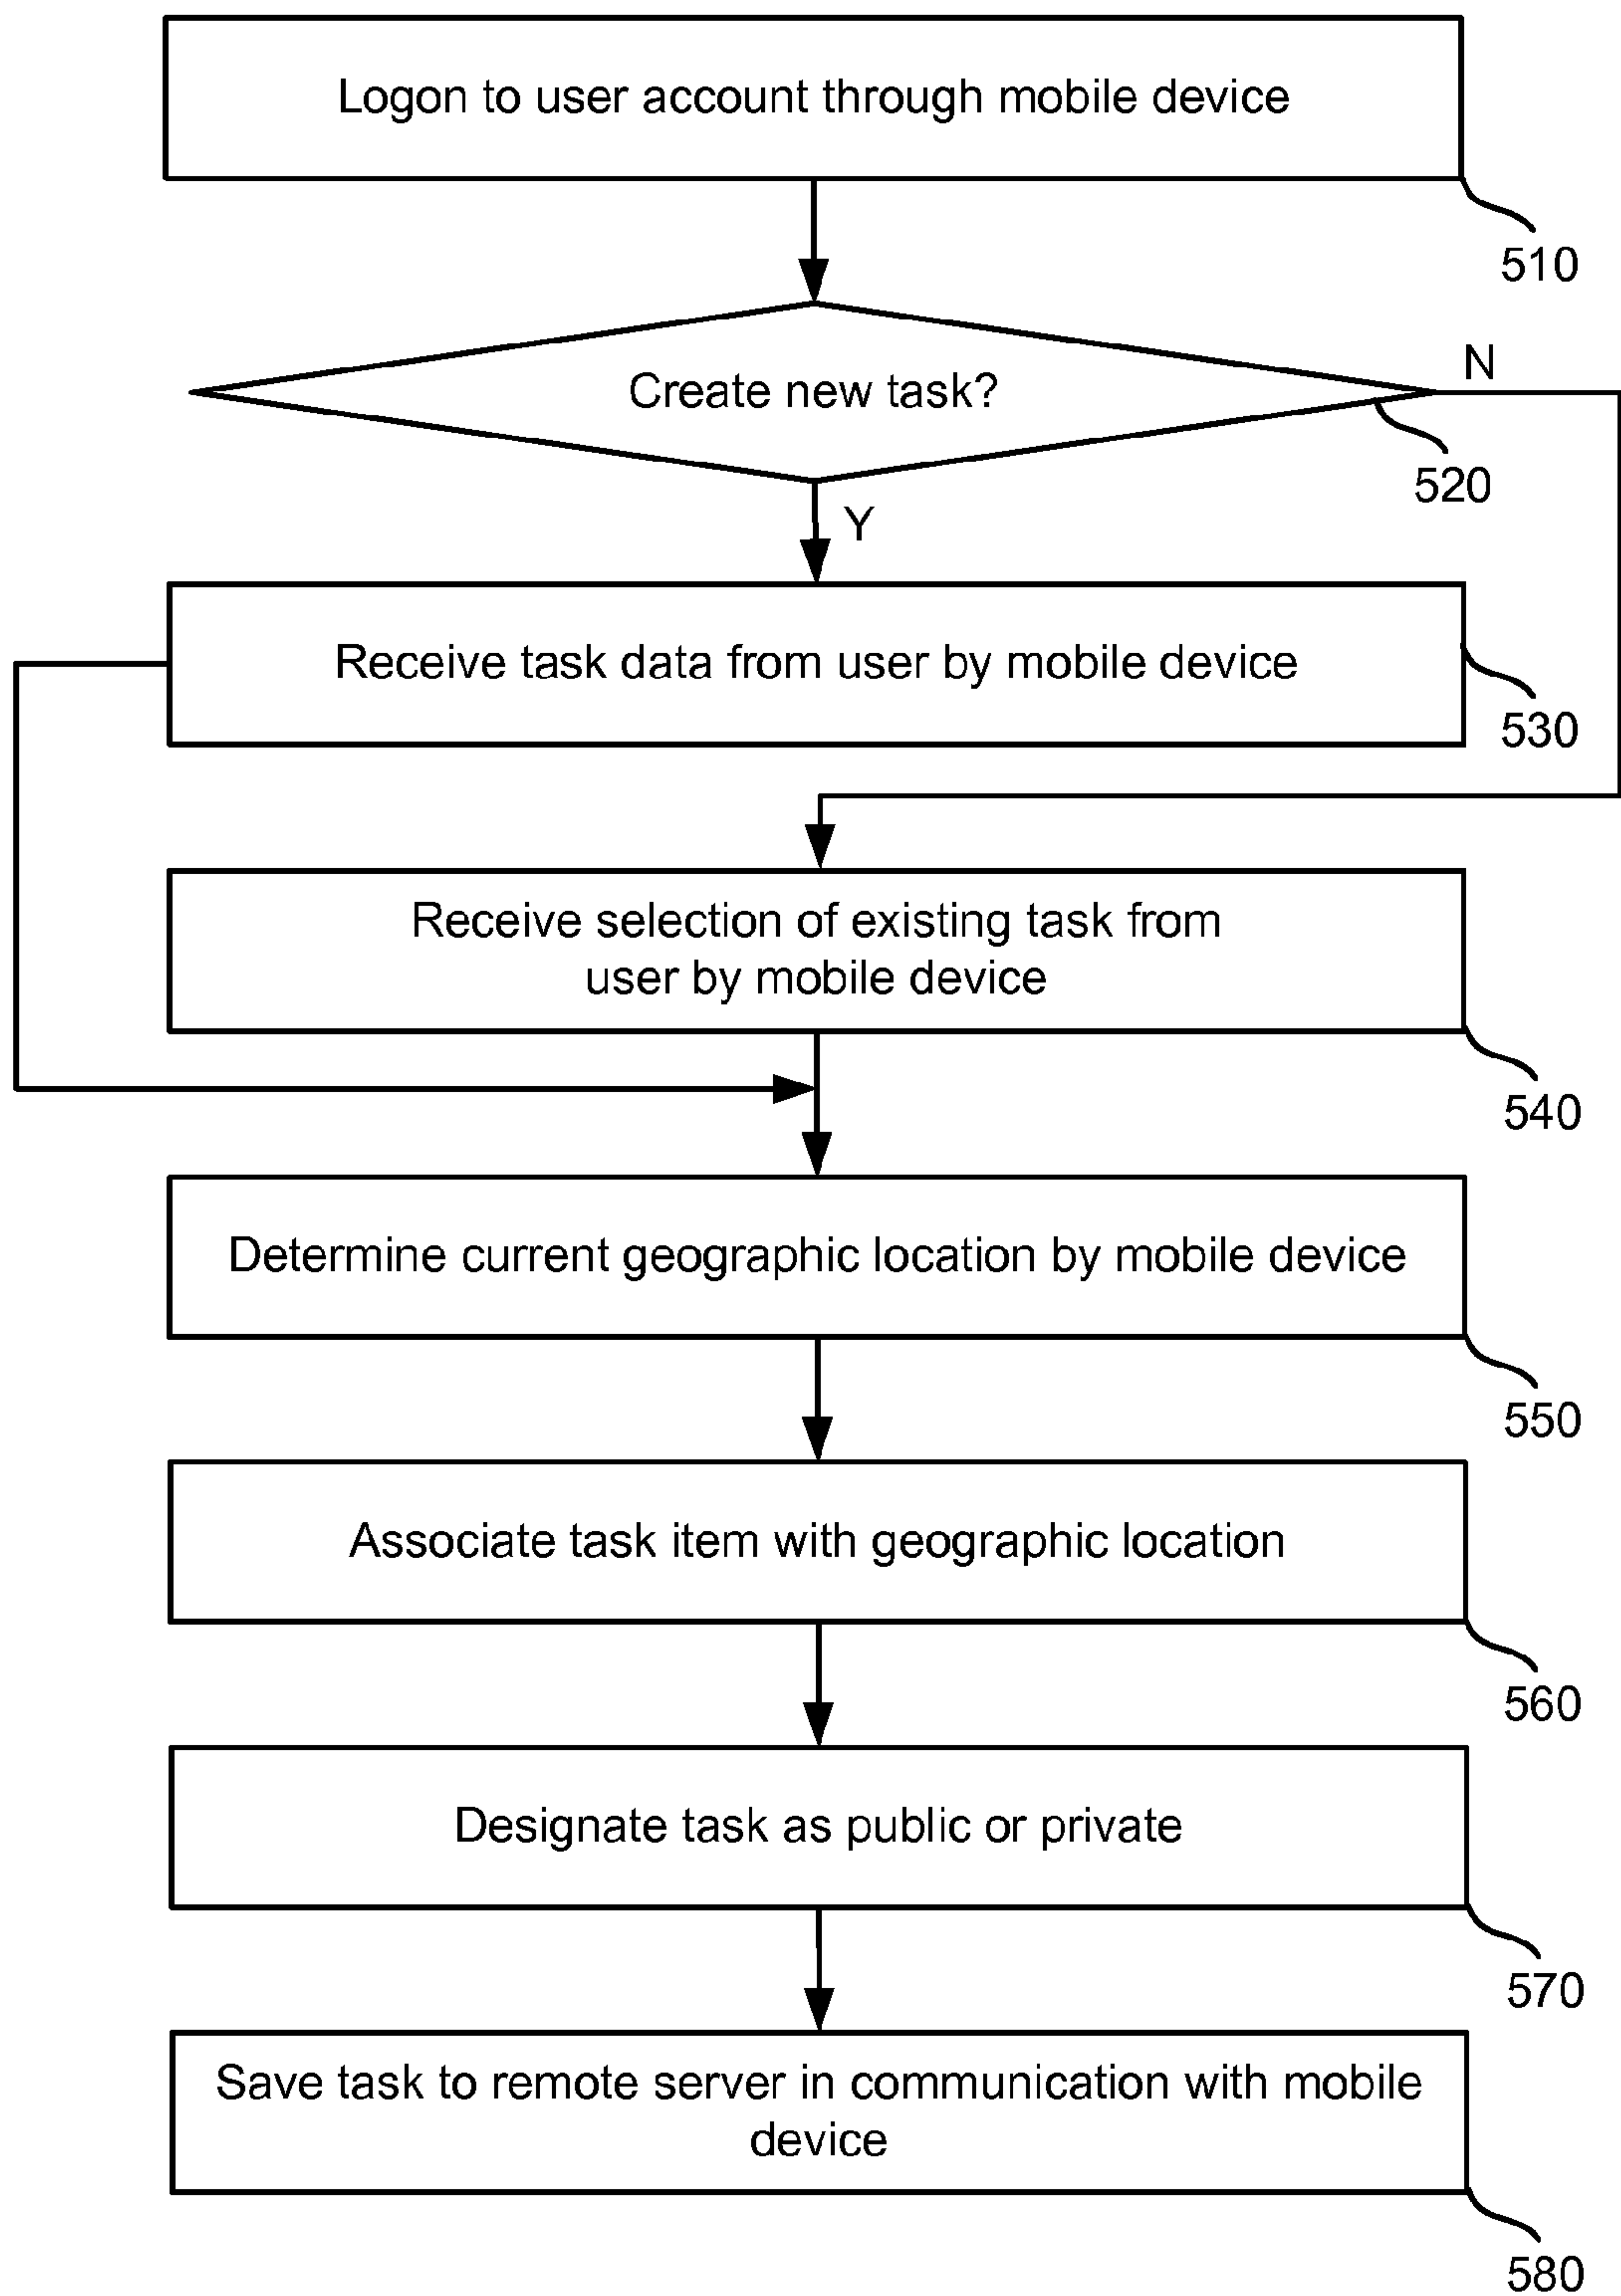 Logon to user account through mobile device
510
Create new task?
N
520
Y
Receive task data from user by mobile device
530
Receive selection of existing task from
user by mobile device
540
Determine current geographic location by mobile device
550
Associate task item with geographic location
560
Designate task as public or private
570
Save task to remote server in communication with mobile
device
580